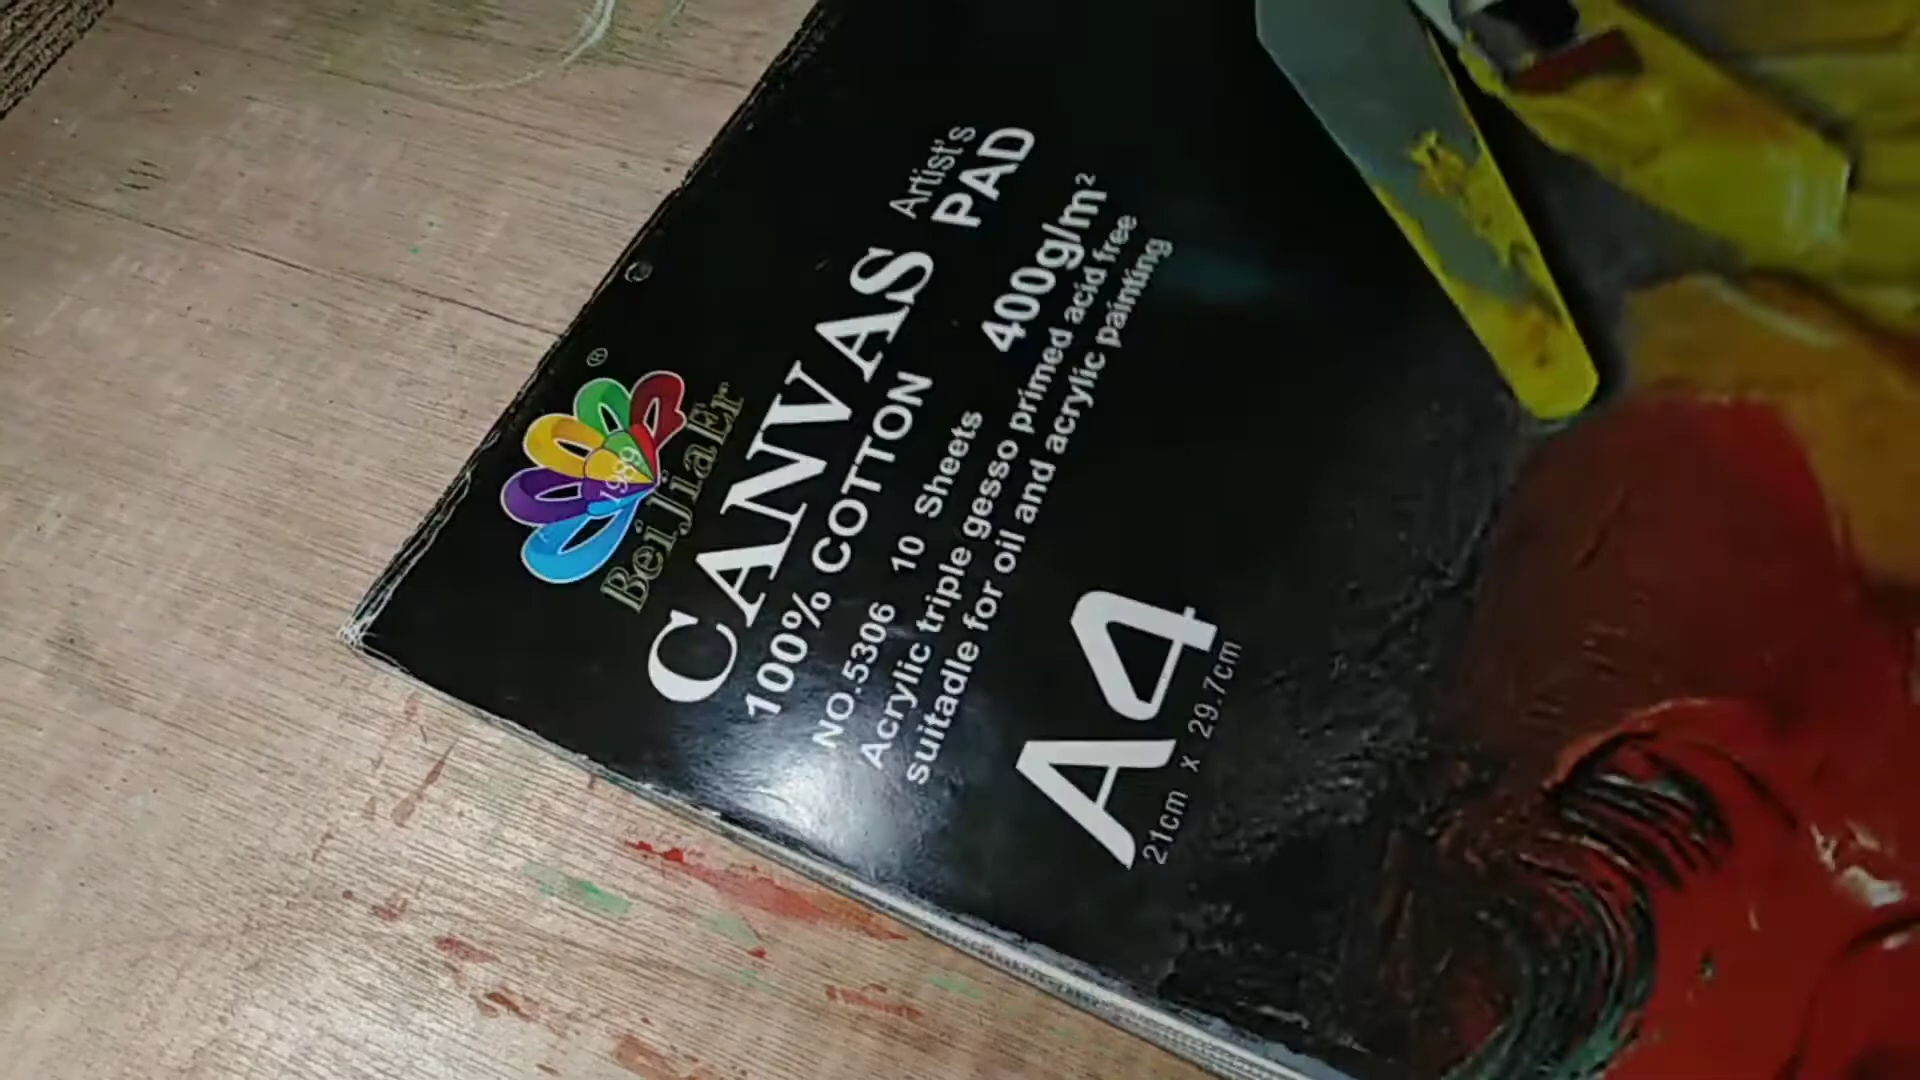 ®
1989
BeiJiaEr
Artist's
CANVAS PAD
100% COTTON 400g/m²
NO.5306 10 Sheets
Acrylic triple gesso primed acid free
suitadle for oil and acrylic painting
A4
21cm x 29.7cm